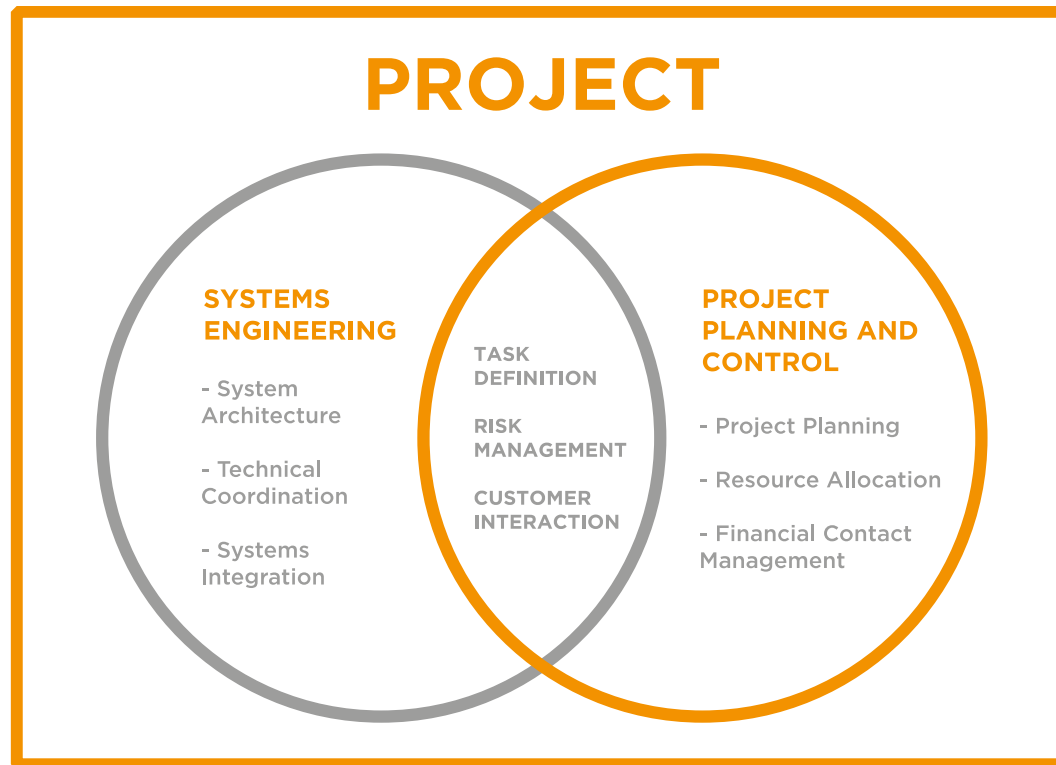 PROJECT
SYSTEMS
ENGINEERING
- System
Architecture
- Technical
Coordination
- Systems
Integration
TASK
DEFINITION
RISK
MANAGEMENT
CUSTOMER
INTERACTION
PROJECT
PLANNING AND
CONTROL
- Project Planning
- Resource Allocation
- Financial Contact
Management